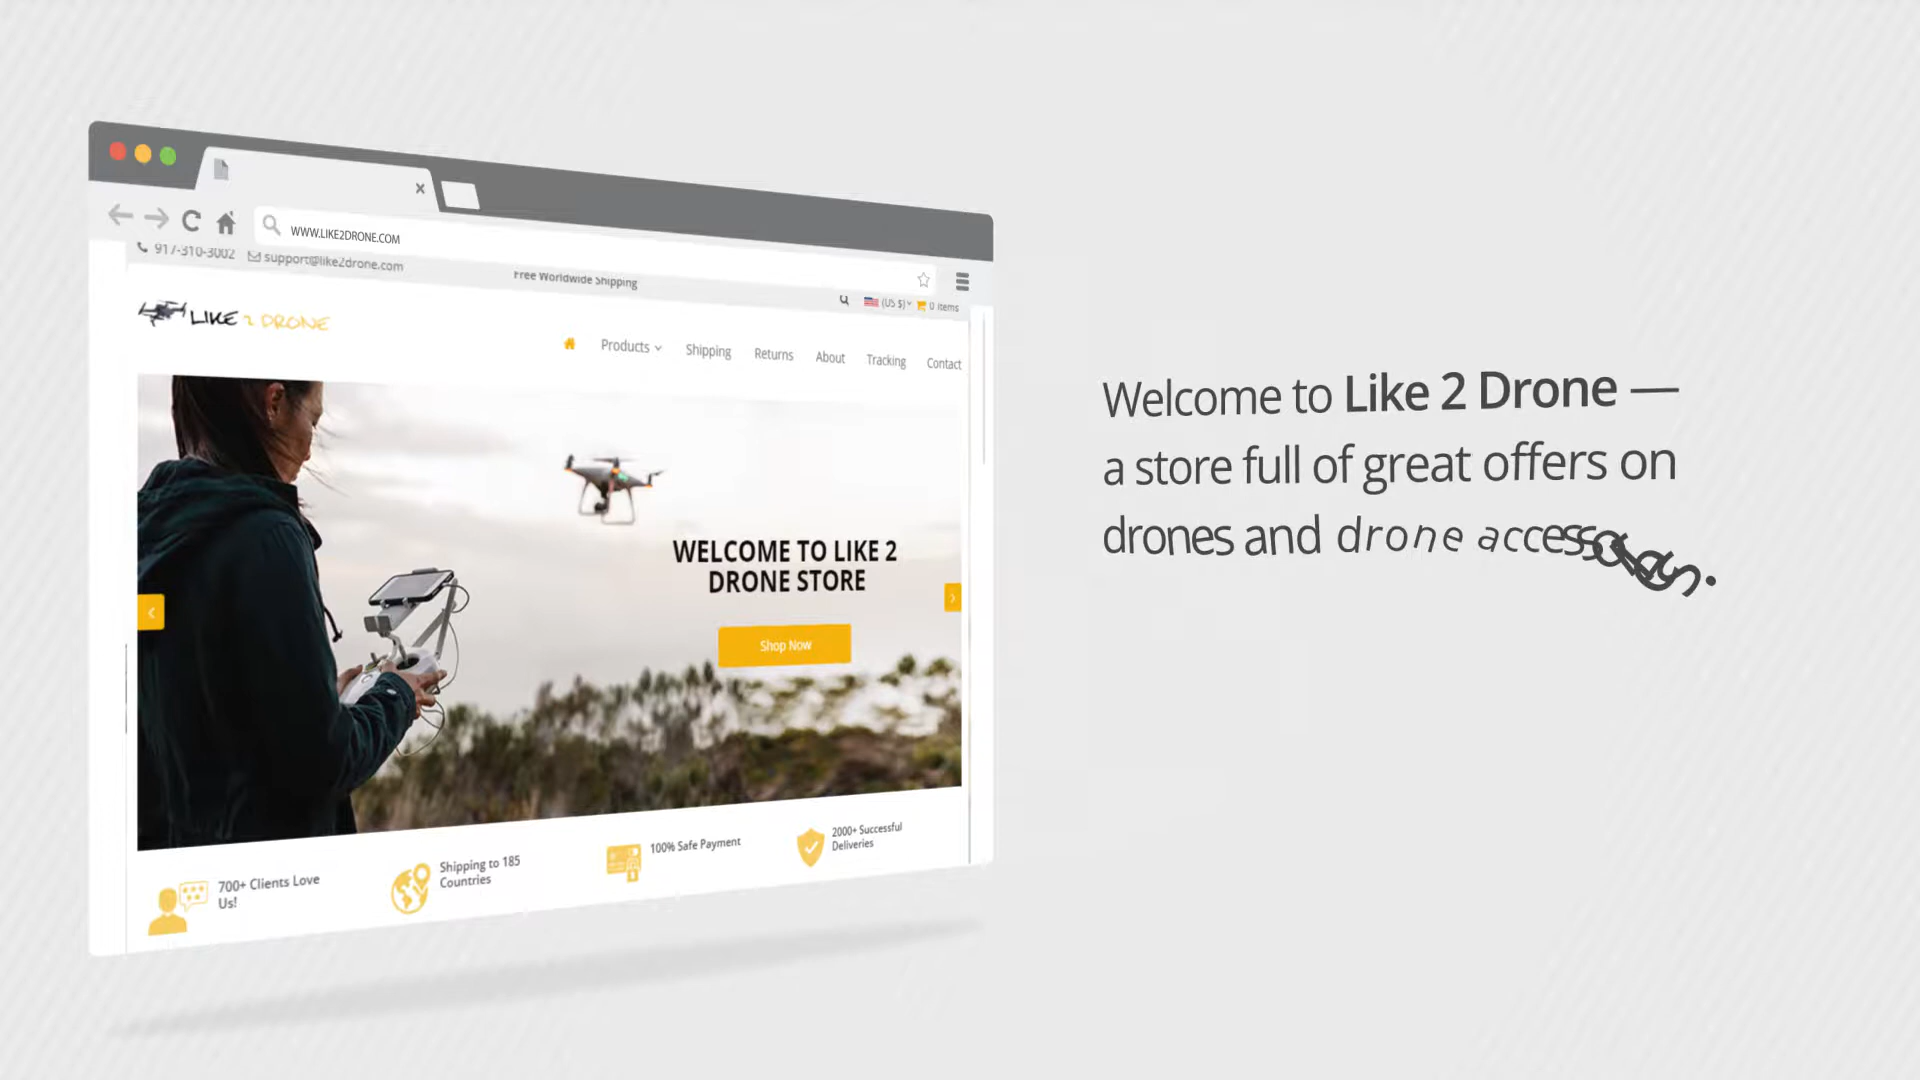 WWW.LIKE2DRONE.COM
917-310-3002 support@like2drone.com
Free Worldwide Shipping
(US $) 0 items
LIKE 2 DRONE
Products Shipping Returns About Tracking Contact
WELCOME TO LIKE 2
DRONE STORE
Shop Now
700+ Clients Love
Us!
Shipping to 185
Countries
100% Safe Payment
2000+ Successful
Deliveries
Welcome to Like 2 Drone —
a store full of great offers on
drones and drone accessories.